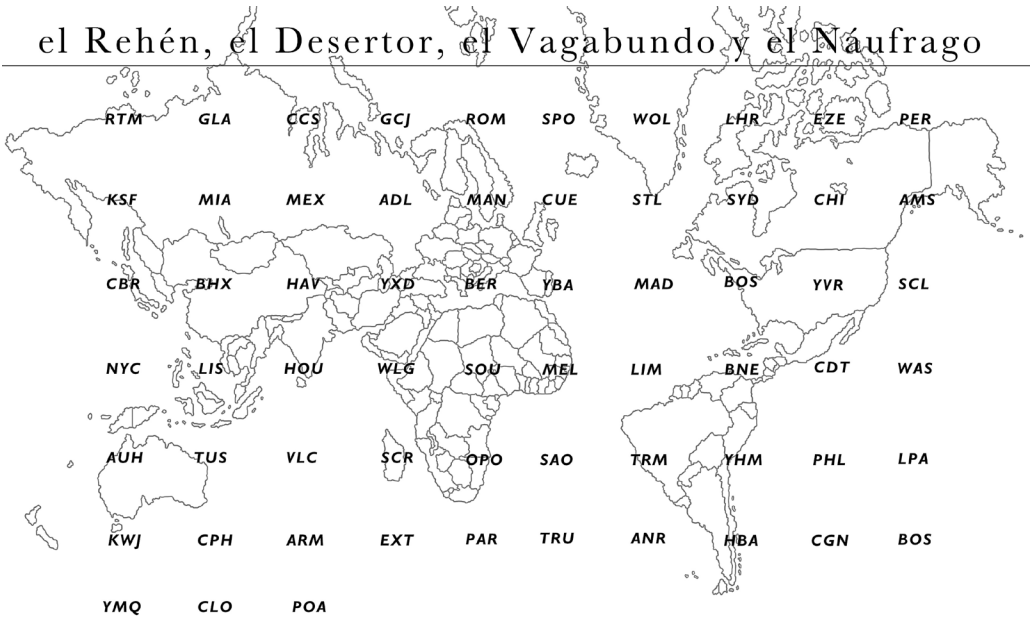 el Rehén, el Desertor, el Vagabundo y el Náufrago
RTM GLA CCS GCJ ROM SPO WOL LHR EZE PER
KSF MIA MEX ADL MAN CUE STL SYD CHI AMS
CBR BHX HAV YXD BER YBA MAD BOS YVR SCL
NYC LIS HOU WLG SOU MEL LIM BNE CDT WAS
AUH TUS VLC SCR OPO SAO TRM YHM PHL LPA
KWJ CPH ARM EXT PAR TRU ANR HBA CGN BOS
YMQ CLO POA